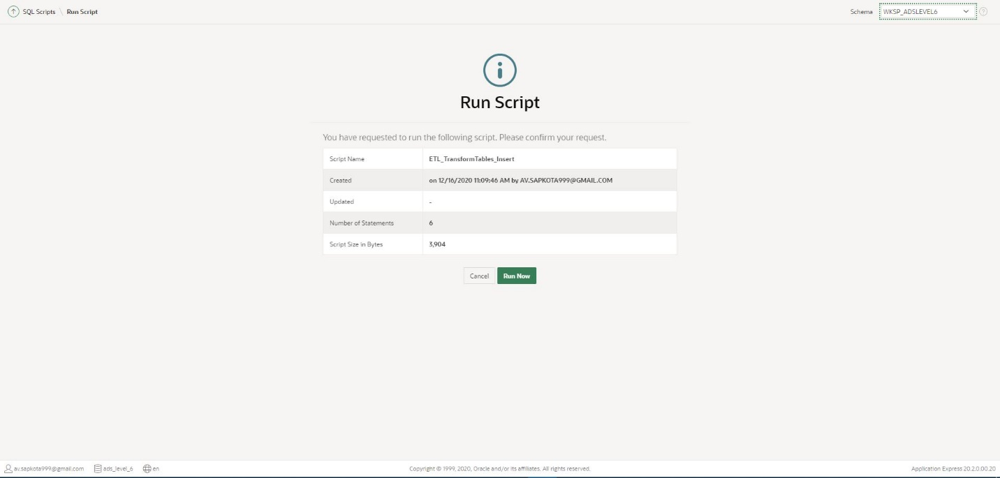 SQL Scripts \ Run Script
Schema WKSP_ADSLEVEL6 ?
Run Script
You have requested to run the following script. Please confirm your request.
Script Name ETL_TransformTables_Insert
Created on 12/16/2020 11:09:46 AM by AV.SAPKOTA999@GMAIL.COM
Updated -
Number of Statements 6
Script Size in Bytes 3,904
Cancel Run Now
av.sapkota999@gmail.com ads_level_6 en
Copyright © 1999, 2020, Oracle and/or its affiliates. All rights reserved.
Application Express 20.2.0.00.20